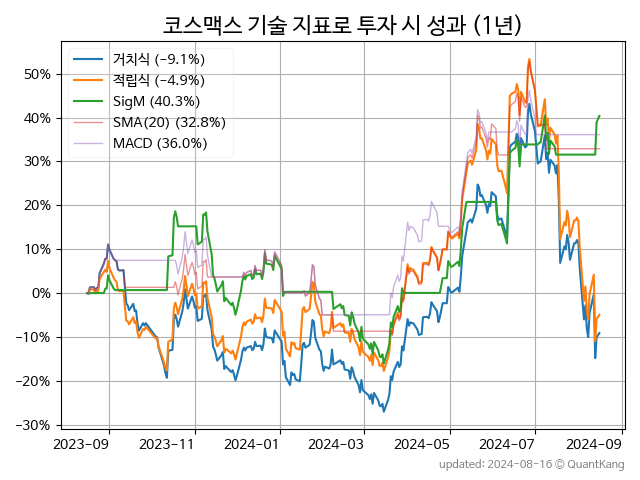 코스맥스 기술 지표로 투자 시 성과 (1년)
거치식 (−9.1%)
적립식 (−4.9%)
SigM (40.3%)
SMA(20) (32.8%)
MACD (36.0%)
50%
40%
30%
20%
10%
0%
−10%
−20%
−30%
2023-09 2023-11 2024-01 2024-03 2024-05 2024-07 2024-09
updated: 2024-08-16 © QuantKang